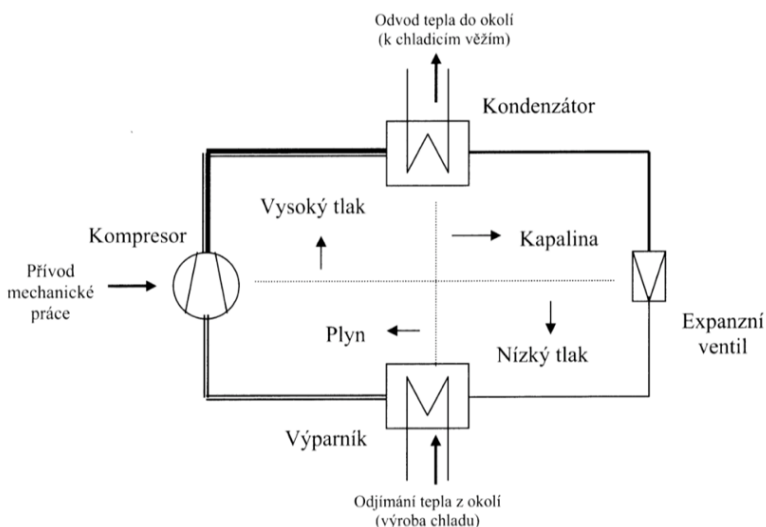 Odvod tepla do okolí
(k chladicím věžím)
Kondenzátor
Vysoký tlak
Kompresor
Kapalina
Přívod
mechanické
práce
Plyn
Nízký tlak
Expanzní
ventil
Výparník
Odjímání tepla z okolí
(výroba chladu)